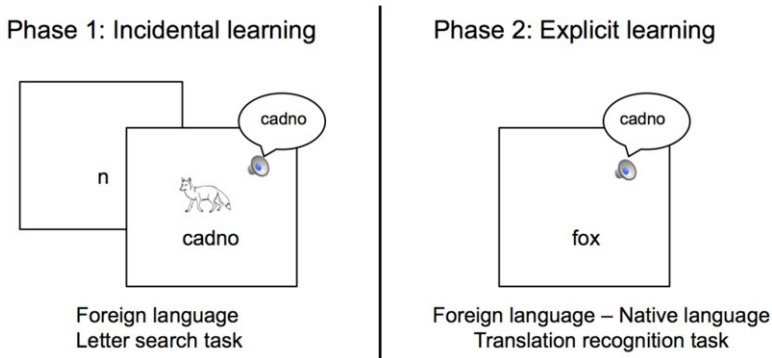 Phase 1: Incidental learning
n
cadno
cadno
Foreign language
Letter search task
Phase 2: Explicit learning
cadno
fox
Foreign language – Native language
Translation recognition task